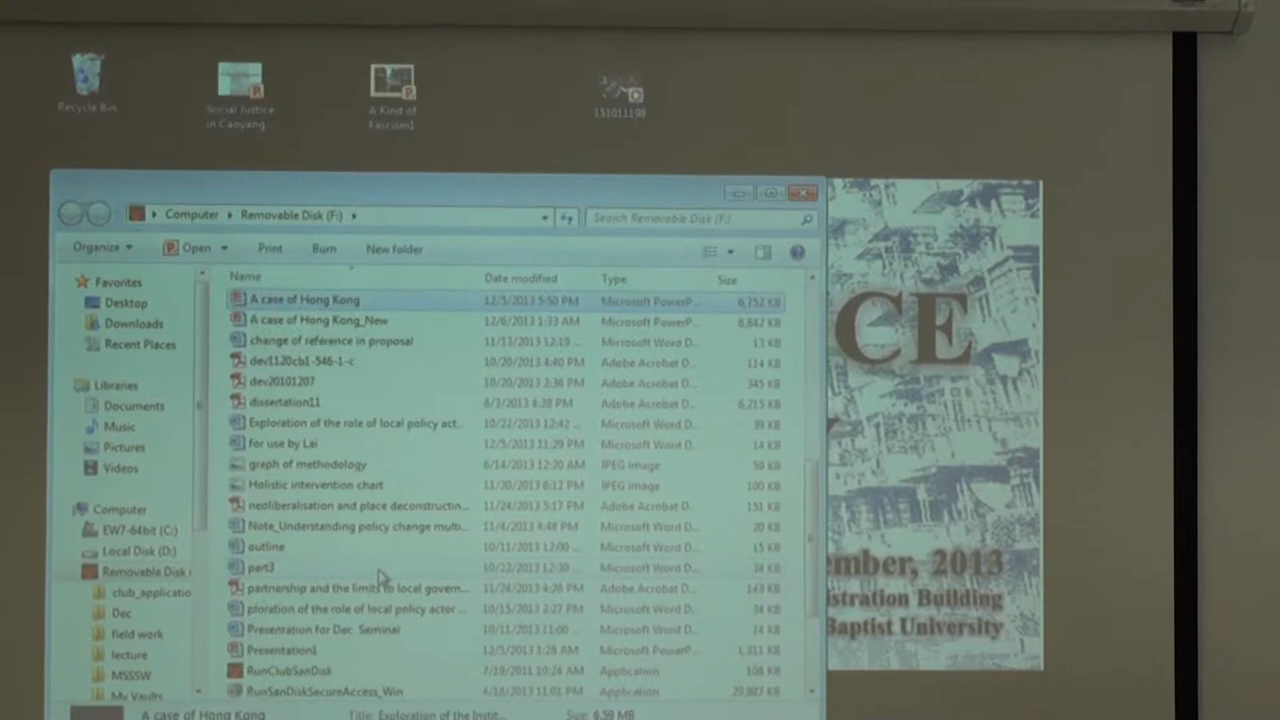 Recycle Bin
Social Justice
in Caoyang...
A Kind of
Fascism1
151011198
Computer
Removable Disk (F:)
Search Removable Disk (F:)
Organize
Open
Print
Burn
New folder
Favorites
Desktop
Downloads
Recent Places
Libraries
Documents
Music
Pictures
Videos
Computer
EW7-64bit (C:)
Local Disk (D:)
Removable Disk
club_applicatio
Dec
field work
lecture
MSSSW
My Vaults
Name Date modified Type Size
A case of Hong Kong 12/5/2013 5:50 PM Microsoft PowerP... 6,752 KB
A case of Hong Kong_New 12/6/2013 1:33 AM Microsoft PowerP... 8,842 KB
change of reference in proposal 11/13/2013 12:19 ... Microsoft Word D... 13 KB
dev1120cb1-546-1-c 10/20/2013 4:40 PM Adobe Acrobat D... 114 KB
dev20101207 10/20/2013 2:38 PM Adobe Acrobat D... 345 KB
dissertation11 6/3/2013 4:28 PM Adobe Acrobat D... 6,215 KB
Exploration of the role of local policy act... 10/22/2013 12:42 ... Microsoft Word D... 39 KB
for use by Lai 12/5/2013 11:29 PM Microsoft Word D... 14 KB
graph of methodology 6/14/2013 12:20 AM JPEG image 59 KB
Holistic intervention chart 11/30/2013 6:12 PM JPEG image 100 KB
neoliberalisation and place deconstructin... 11/24/2013 5:17 PM Adobe Acrobat D... 151 KB
Note_Understanding policy change multi... 11/4/2013 4:48 PM Microsoft Word D... 20 KB
outline 10/11/2013 12:00 ... Microsoft Word D... 15 KB
part3 10/22/2013 12:30 ... Microsoft Word D... 34 KB
partnership and the limits to local govern... 11/24/2013 4:28 PM Adobe Acrobat D... 143 KB
ploration of the role of local policy actor ... 10/15/2013 2:27 PM Microsoft Word D... 24 KB
Presentation for Dec Seminal 10/11/2013 11:00 ... Microsoft Word D... 14 KB
Presentation1 12/5/2013 1:28 AM Microsoft PowerP... 1,311 KB
RunClubSanDisk 7/18/2011 10:26 AM Application 108 KB
RunSanDiskSecureAccess_Win 4/18/2013 11:01 PM Application 29,987 KB
A case of Hong Kong Title: Exploration of the Instit... Size: 6.59 MB
CE
ember, 2013
istration Building
Baptist University